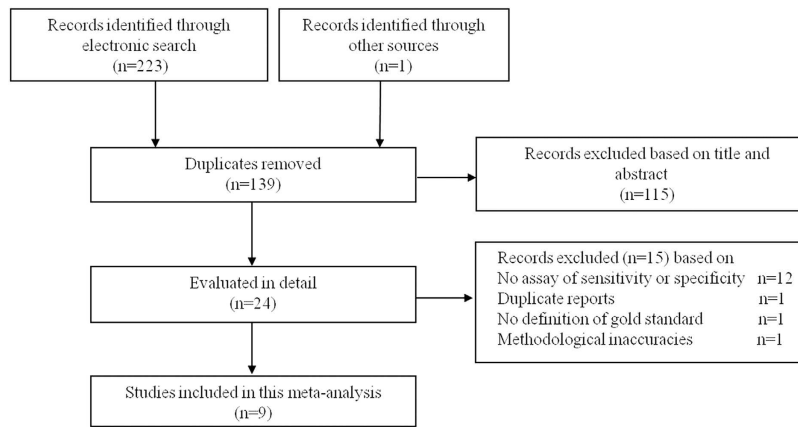 Records identified through
electronic search
(n=223)
Records identified through
other sources
(n=1)
Duplicates removed
(n=139)
Records excluded based on title and
abstract
(n=115)
Evaluated in detail
(n=24)
Records excluded (n=15) based on
No assay of sensitivity or specificity n=12
Duplicate reports n=1
No definition of gold standard n=1
Methodological inaccuracies n=1
Studies included in this meta-analysis
(n=9)